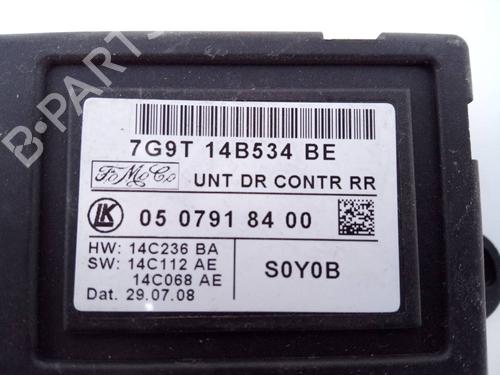 B-PARTS
7G9T 14B534 BE
FoMoCo
UNT DR CONTR RR
LK
05 0791 84 00
HW: 14C236 BA
SW: 14C112 AE
14C068 AE
Dat. 29.07.08
S0Y0B